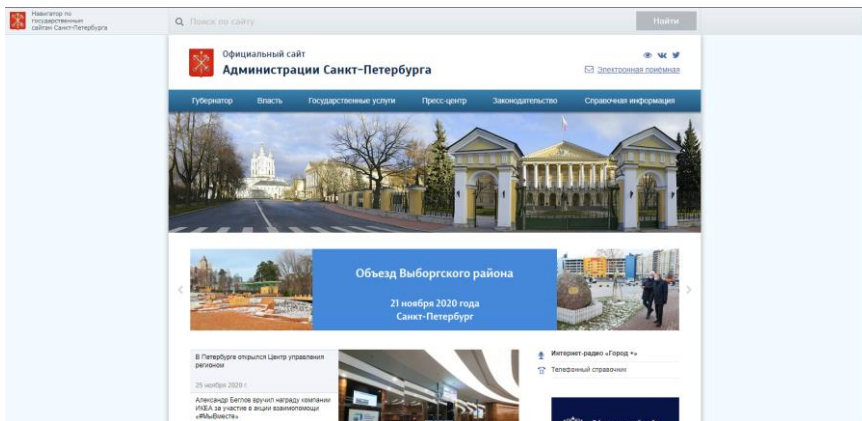 Навигатор по
государственным
сайтам Санкт-Петербурга
Поиск по сайту
Найти
Официальный сайт
Администрации Санкт-Петербурга
Электронная приёмная
Губернатор
Власть
Государственные услуги
Пресс-центр
Законодательство
Справочная информация
Объезд Выборгского района
21 ноября 2020 года
Санкт-Петербург
В Петербурге открылся Центр управления
регионом
25 ноября 2020 г.
Александр Беглов вручил награду компании
ИКЕА за участие в акции взаимопомощи
«#МыВместе»
Интернет-радио «Город +»
Телефонный справочник